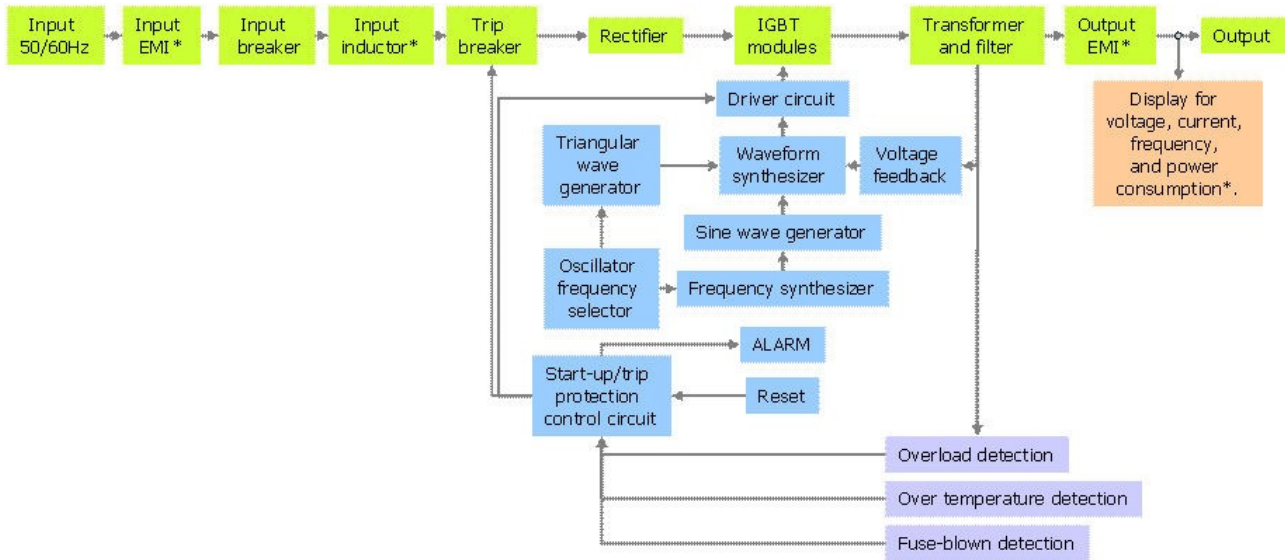 Input
50/60Hz
Input
EMI*
Input
breaker
Input
inductor*
Trip
breaker
Rectifier
IGBT
modules
Transformer
and filter
Output
EMI*
Output
Driver circuit
Display for
voltage, current,
frequency,
and power
consumption*.
Triangular
wave
generator
Waveform
synthesizer
Voltage
feedback
Sine wave generator
Oscillator
frequency
selector
Frequency synthesizer
ALARM
Start-up/trip
protection
control circuit
Reset
Overload detection
Over temperature detection
Fuse-blown detection